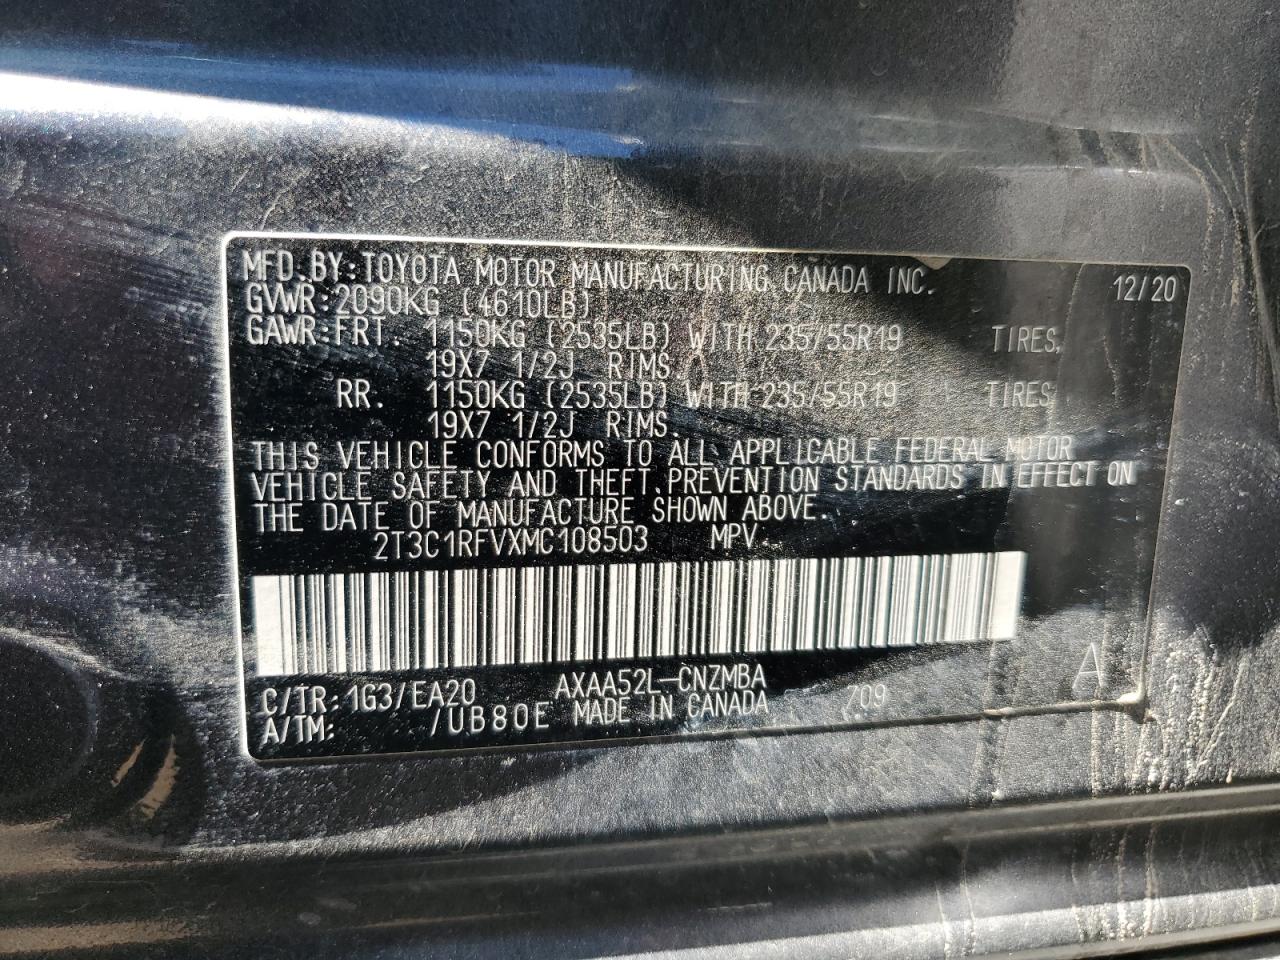 MFD.BY:TOYOTA MOTOR MANUFACTURING CANADA INC. 12/20
GVWR:2090KG (4610LB)
GAWR:FRT. 1150KG (2535LB) WITH 235/55R19 TIRES,
19X7 1/2J RIMS.
RR. 1150KG (2535LB) WITH 235/55R19 TIRES
19X7 1/2J RIMS.
THIS VEHICLE CONFORMS TO ALL APPLICABLE FEDERAL MOTOR
VEHICLE SAFETY AND THEFT PREVENTION STANDARDS IN EFFECT ON
THE DATE OF MANUFACTURE SHOWN ABOVE.
2T3C1RFVXMC108503 MPV
C/TR:1G3/EA20 AXAA52L-CNZMBA 709 A
A/TM: /UB80E MADE IN CANADA